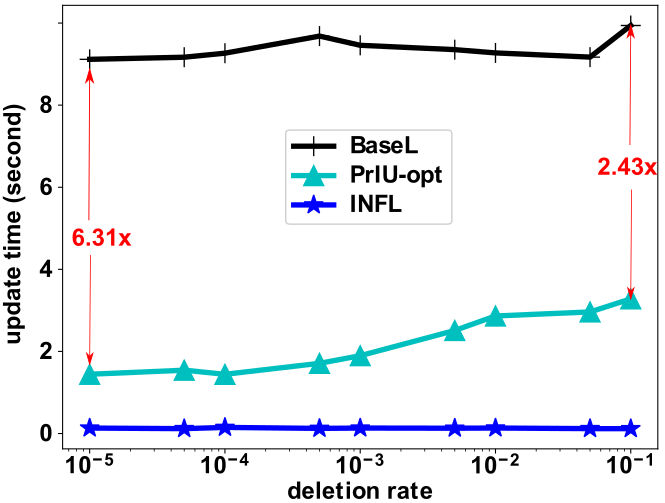 BaseL
PrIU-opt
INFL
6.31x
2.43x
update time (second)
8
6
4
2
0
10⁻⁵ 10⁻⁴ 10⁻³ 10⁻² 10⁻¹
deletion rate